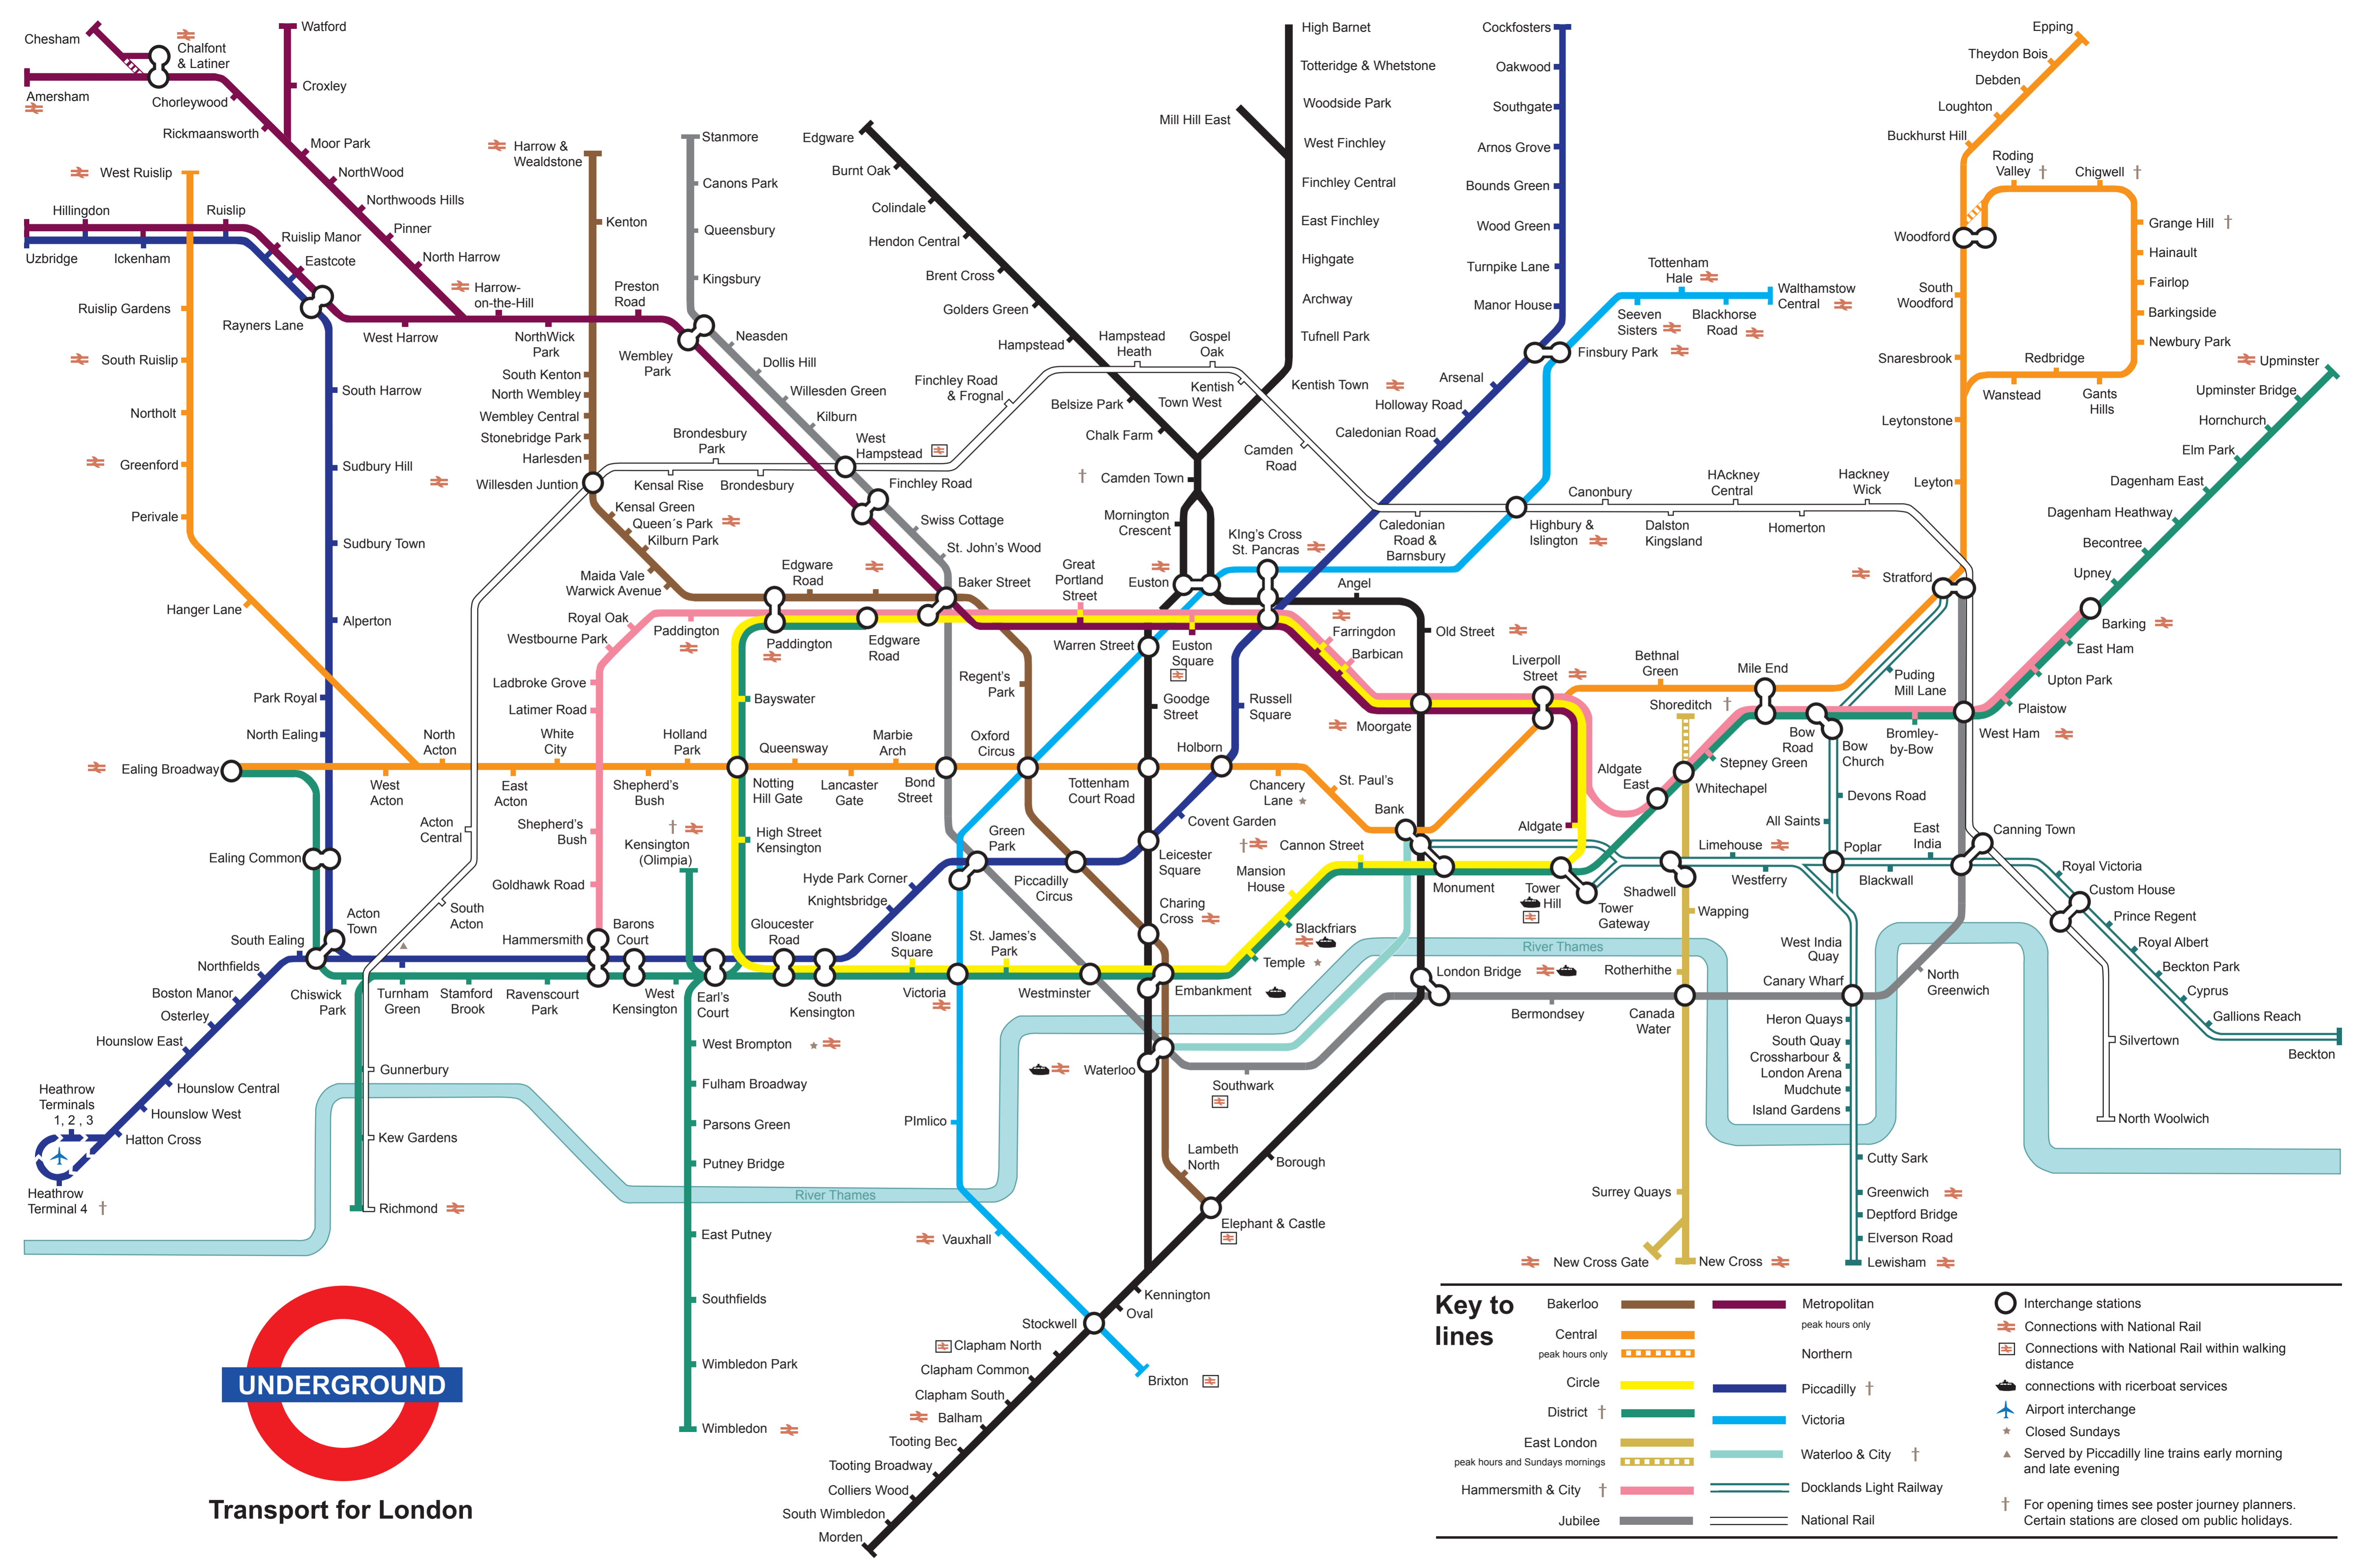 Chesham
Chalfont
& Latiner
Watford
Amersham
Chorleywood
Croxley
Rickmaansworth
Moor Park
West Ruislip
NorthWood
Northwoods Hills
Pinner
North Harrow
Hillingdon
Ruislip
Ruislip Manor
Eastcote
Uzbridge
Ickenham
Harrow-
on-the-Hill
Preston
Road
Ruislip Gardens
Rayners Lane
West Harrow
NorthWick
Park
Wembley
Park
South Ruislip
Northolt
Greenford
Perivale
Hanger Lane
South Harrow
Sudbury Hill
Sudbury Town
Alperton
Park Royal
North Ealing
Harrow &
Wealdstone
Kenton
South Kenton
North Wembley
Wembley Central
Stonebridge Park
Harlesden
Willesden Juntion
Kensal Green
Queen´s Park
Kilburn Park
Maida Vale
Warwick Avenue
Stanmore
Canons Park
Queensbury
Kingsbury
Neasden
Dollis Hill
Willesden Green
Kilburn
West
Hampstead
Finchley Road
Swiss Cottage
St. John's Wood
Baker Street
Brondesbury
Park
Kensal Rise
Brondesbury
Finchley Road
& Frognal
Hampstead
Heath
Gospel
Oak
Edgware
Burnt Oak
Colindale
Hendon Central
Brent Cross
Golders Green
Hampstead
Belsize Park
Chalk Farm
Camden Town
Mornington
Crescent
Euston
Mill Hill East
High Barnet
Totteridge & Whetstone
Woodside Park
West Finchley
Finchley Central
East Finchley
Highgate
Archway
Tufnell Park
Kentish Town
Kentish
Town West
Camden
Road
Caledonian
Road &
Barnsbury
Cockfosters
Oakwood
Southgate
Arnos Grove
Bounds Green
Wood Green
Turnpike Lane
Manor House
Finsbury Park
Arsenal
Holloway Road
Caledonian Road
Tottenham
Hale
Walthamstow
Central
Seeven
Sisters
Blackhorse
Road
Highbury &
Islington
Canonbury
Dalston
Kingsland
HAckney
Central
Homerton
Hackney
Wick
Epping
Theydon Bois
Debden
Loughton
Buckhurst Hill
Roding
Valley †
Chigwell †
Grange Hill †
Hainault
Fairlop
Barkingside
Newbury Park
Woodford
South
Woodford
Snaresbrook
Redbridge
Wanstead
Gants
Hills
Leytonstone
Leyton
Stratford
Upminster
Upminster Bridge
Hornchurch
Elm Park
Dagenham East
Dagenham Heathway
Becontree
Upney
Barking
East Ham
Upton Park
Plaistow
West Ham
Bromley-
by-Bow
Puding
Mill Lane
Bow
Road
Bow
Church
Mile End
Bethnal
Green
Shoreditch †
Stepney Green
Whitechapel
Aldgate
East
Aldgate
Liverpoll
Street
Moorgate
Old Street
Angel
KIng's Cross
St. Pancras
Farringdon
Barbican
Great
Portland
Street
Euston
Square
Warren Street
Edgware
Road
Paddington
Paddington
Edgware
Road
Royal Oak
Westbourne Park
Ladbroke Grove
Latimer Road
Shepherd's
Bush
Goldhawk Road
Hammersmith
Bayswater
Regent's
Park
Goodge
Street
Russell
Square
Ealing Broadway
West
Acton
North
Acton
East
Acton
White
City
Shepherd's
Bush
Holland
Park
Notting
Hill Gate
Queensway
Lancaster
Gate
Marbie
Arch
Bond
Street
Oxford
Circus
Tottenham
Court Road
Holborn
Chancery
Lane
St. Paul's
Bank
Covent Garden
Leicester
Square
Piccadilly
Circus
Green
Park
Hyde Park Corner
Knightsbridge
High Street
Kensington
Kensington
(Olimpia)
†
Acton
Central
South
Acton
Ealing Common
Acton
Town
South Ealing
Northfields
Boston Manor
Osterley
Hounslow East
Hounslow Central
Hounslow West
Hatton Cross
Heathrow
Terminals
1, 2 , 3
Heathrow
Terminal 4 †
Chiswick
Park
Turnham
Green
Stamford
Brook
Ravenscourt
Park
Barons
Court
West
Kensington
Earl's
Court
Gloucester
Road
South
Kensington
Sloane
Square
Victoria
St. James's
Park
Westminster
Embankment
Charing
Cross
Temple
Blackfriars
Mansion
House
† Cannon Street
Monument
Tower
Hill
Tower
Gateway
Shadwell
Limehouse
Westferry
Poplar
All Saints
Devons Road
Blackwall
East
India
Canning Town
Royal Victoria
Custom House
Prince Regent
Royal Albert
Beckton Park
Cyprus
Gallions Reach
Beckton
Silvertown
North Woolwich
Wapping
Rotherhithe
Canada
Water
Surrey Quays
New Cross Gate
New Cross
West India
Quay
Canary Wharf
North
Greenwich
Heron Quays
South Quay
Crossharbour &
London Arena
Mudchute
Island Gardens
Cutty Sark
Greenwich
Deptford Bridge
Elverson Road
Lewisham
River Thames
London Bridge
Bermondsey
Southwark
Waterloo
Lambeth
North
Borough
Elephant & Castle
Kennington
Oval
Stockwell
Clapham North
Clapham Common
Clapham South
Balham
Tooting Bec
Tooting Broadway
Colliers Wood
South Wimbledon
Morden
PImlico
Vauxhall
Brixton
River Thames
Gunnerbury
Kew Gardens
Richmond
West Brompton
Fulham Broadway
Parsons Green
Putney Bridge
East Putney
Southfields
Wimbledon Park
Wimbledon
UNDERGROUND
Transport for London
Key to
lines
Bakerloo
Central
peak hours only
Circle
District †
East London
peak hours and Sundays mornings
Hammersmith & City †
Jubilee
Metropolitan
peak hours only
Northern
Piccadilly †
Victoria
Waterloo & City †
Docklands Light Railway
National Rail
Interchange stations
Connections with National Rail
Connections with National Rail within walking
distance
connections with ricerboat services
Airport interchange
Closed Sundays
Served by Piccadilly line trains early morning
and late evening
† For opening times see poster journey planners.
Certain stations are closed om public holidays.